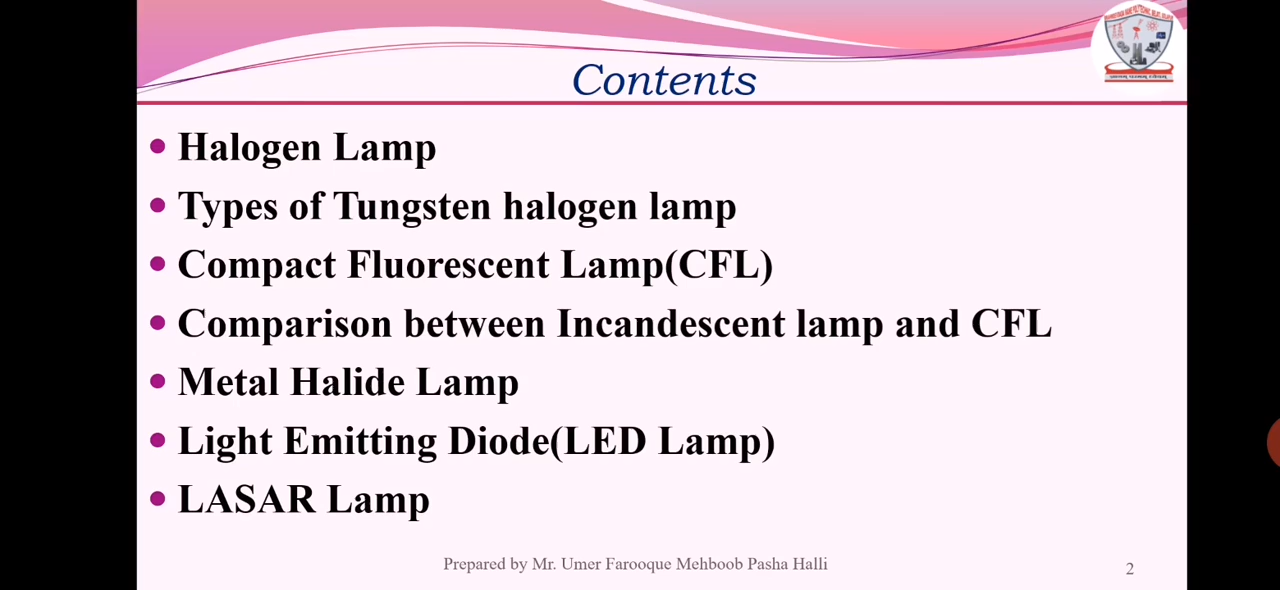 Contents
Halogen Lamp
Types of Tungsten halogen lamp
Compact Fluorescent Lamp(CFL)
Comparison between Incandescent lamp and CFL
Metal Halide Lamp
Light Emitting Diode(LED Lamp)
LASAR Lamp
Prepared by Mr. Umer Farooque Mehboob Pasha Halli
2